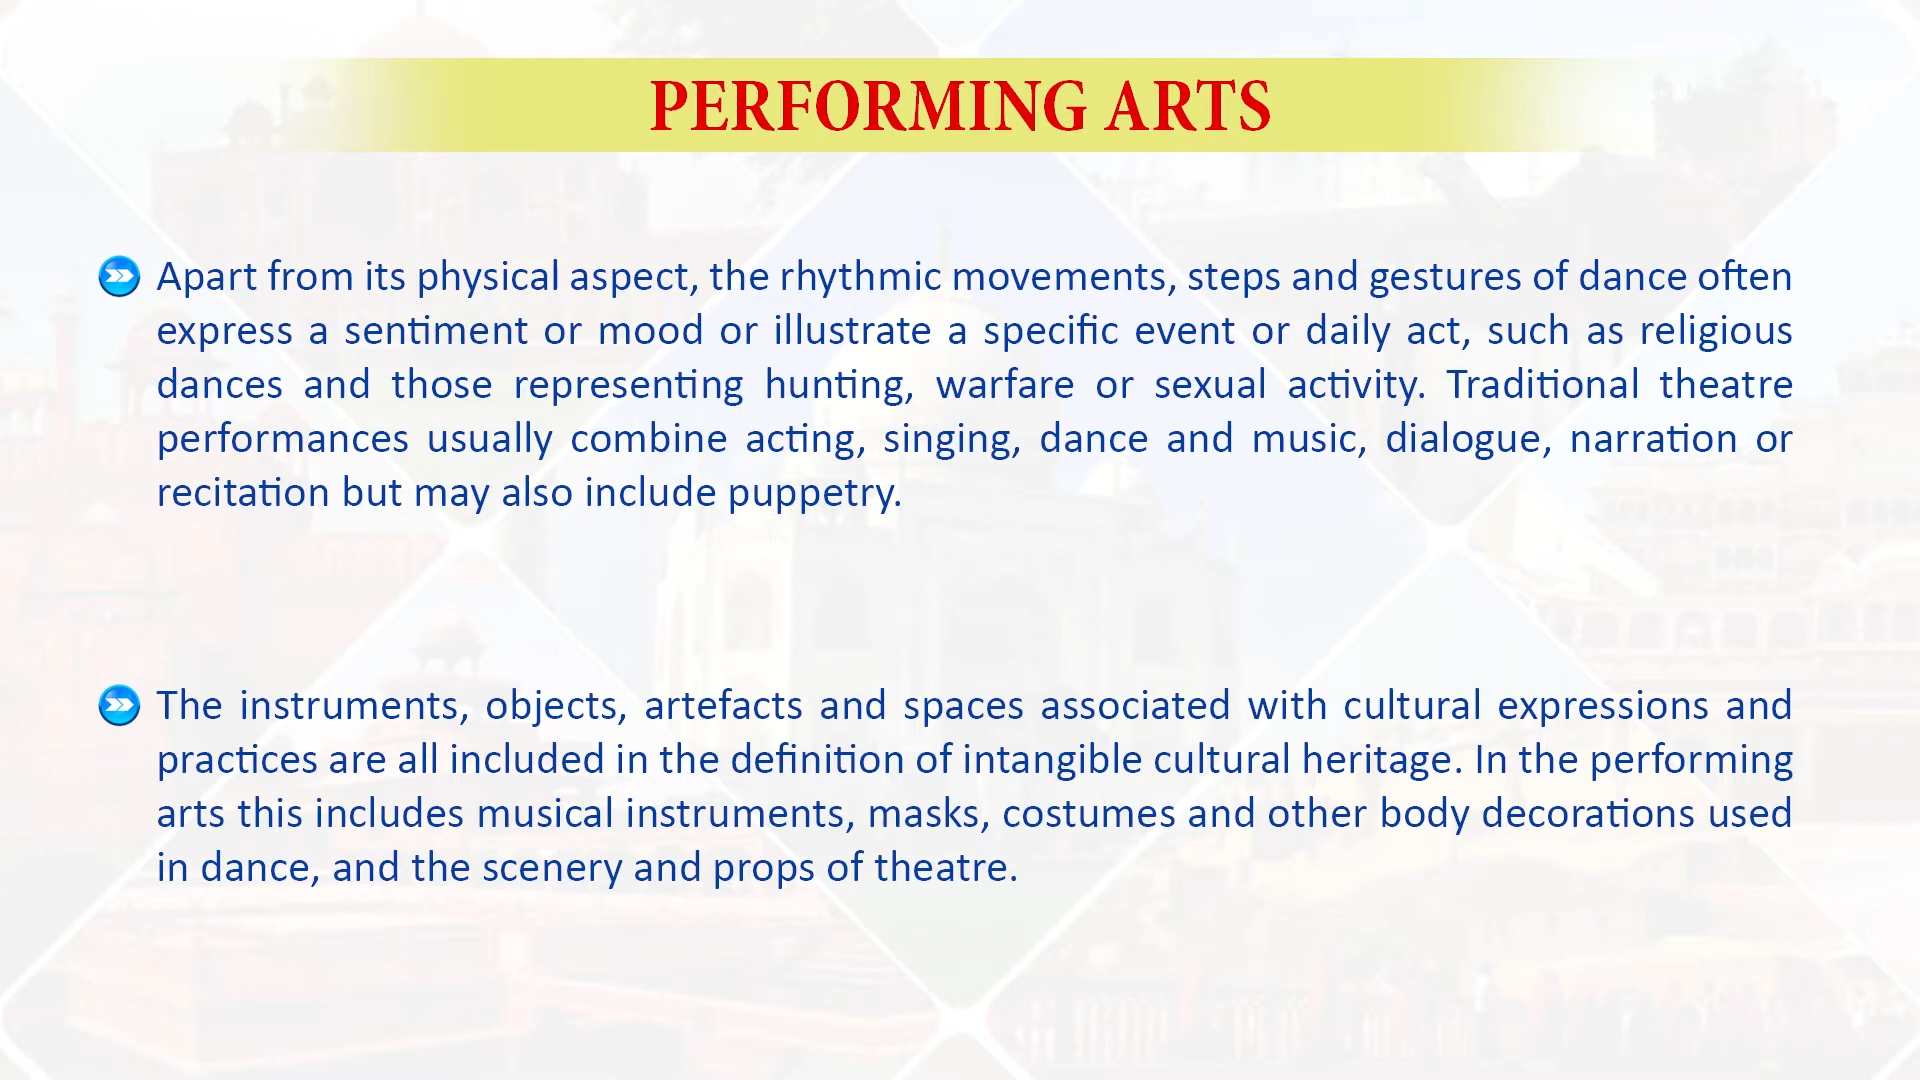 PERFORMING ARTS
Apart from its physical aspect, the rhythmic movements, steps and gestures of dance often
express a sentiment or mood or illustrate a specific event or daily act, such as religious
dances and those representing hunting, warfare or sexual activity. Traditional theatre
performances usually combine acting, singing, dance and music, dialogue, narration or
recitation but may also include puppetry.
The instruments, objects, artefacts and spaces associated with cultural expressions and
practices are all included in the definition of intangible cultural heritage. In the performing
arts this includes musical instruments, masks, costumes and other body decorations used
in dance, and the scenery and props of theatre.